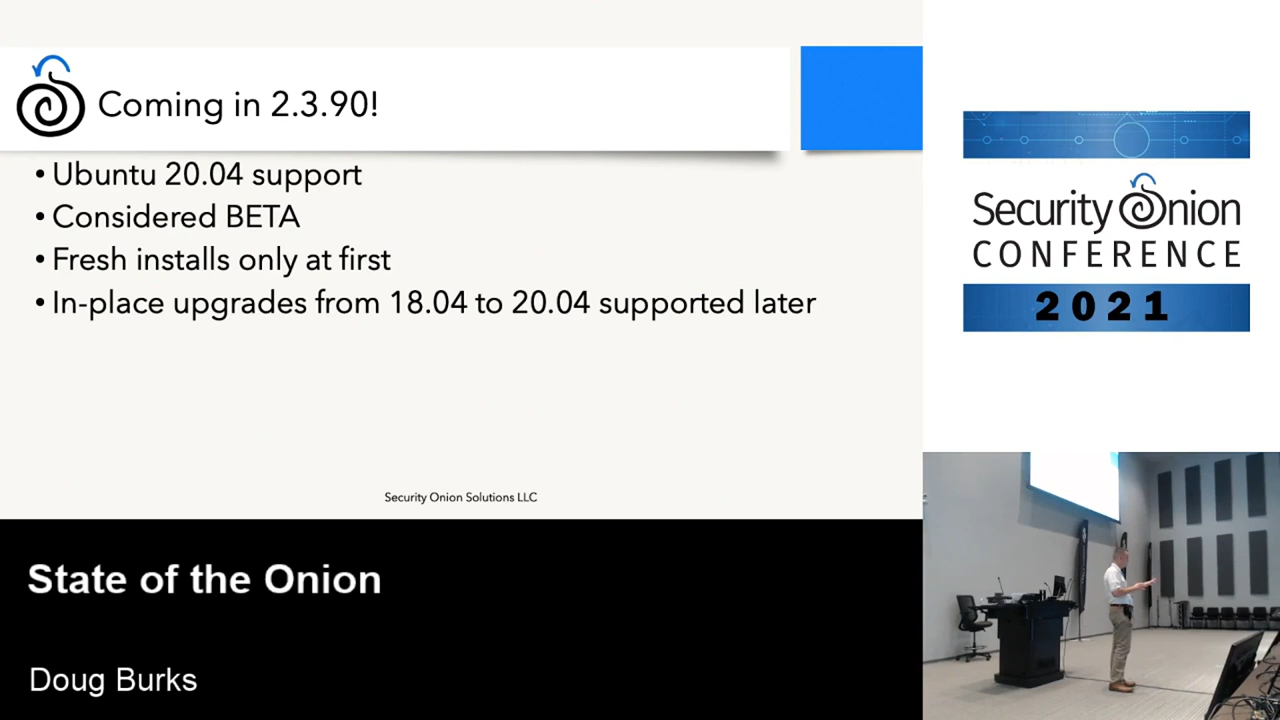 Coming in 2.3.90!
• Ubuntu 20.04 support
• Considered BETA
• Fresh installs only at first
• In-place upgrades from 18.04 to 20.04 supported later
Security Onion Solutions LLC
Security Onion
CONFERENCE
2021
State of the Onion
Doug Burks